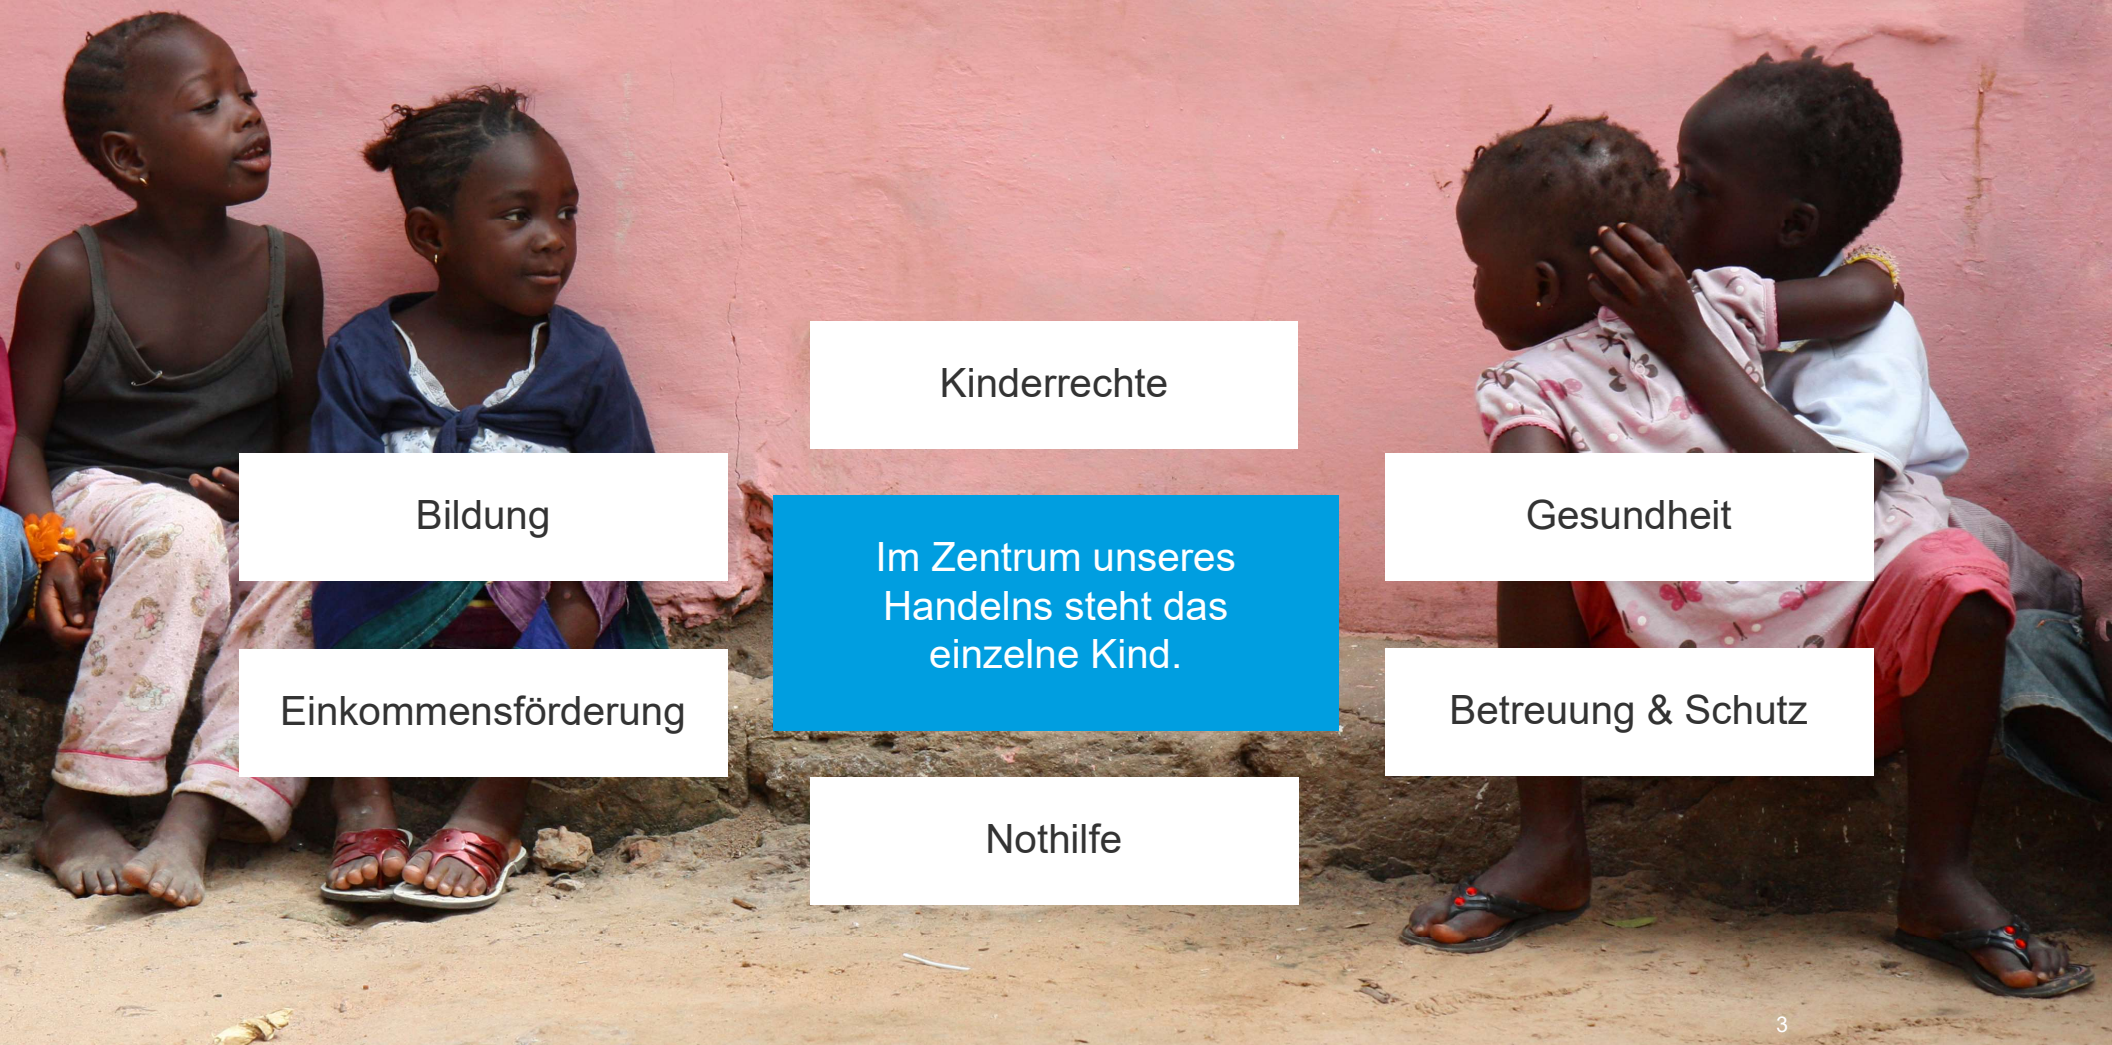 Kinderrechte
Bildung
Gesundheit
Im Zentrum unseres
Handelns steht das
einzelne Kind.
Einkommensförderung
Betreuung & Schutz
Nothilfe
3